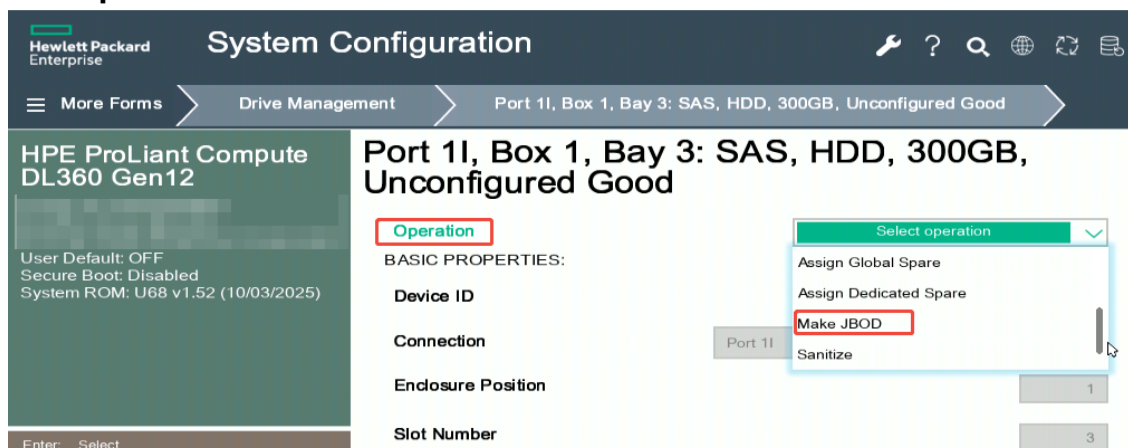 Hewlett Packard
Enterprise
System Configuration
?
More Forms
Drive Management
Port 1I, Box 1, Bay 3: SAS, HDD, 300GB, Unconfigured Good
HPE ProLiant Compute
DL360 Gen12
User Default: OFF
Secure Boot: Disabled
System ROM: U68 v1.52 (10/03/2025)
Enter: Select
Port 1I, Box 1, Bay 3: SAS, HDD, 300GB,
Unconfigured Good
Operation
Select operation
BASIC PROPERTIES:
Assign Global Spare
Assign Dedicated Spare
Make JBOD
Sanitize
Device ID
Connection
Port 1I
Enclosure Position
1
Slot Number
3